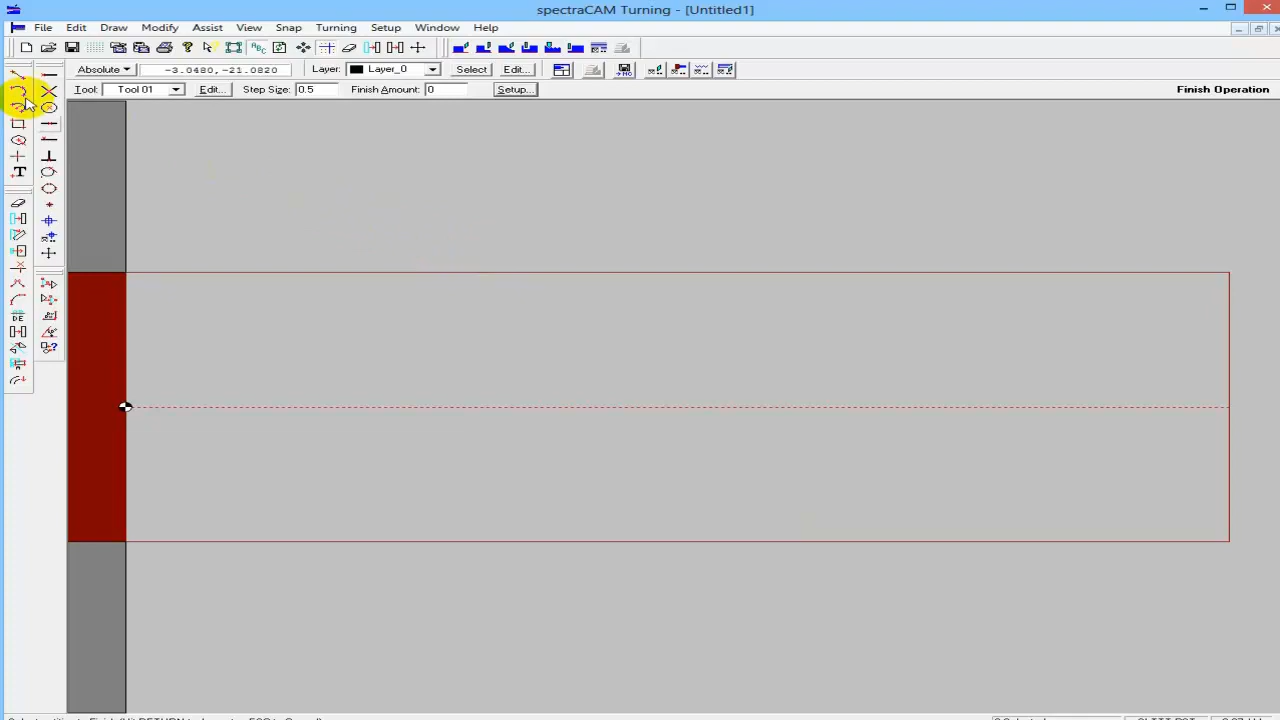 spectraCAM Turning - [Untitled1]
File Edit Draw Modify Assist View Snap Turning Setup Window Help
Absolute -3.0480,-21.0820 Layer: Layer_0 Select Edit...
Tool: Tool 01 Edit... Step Size: 0.5 Finish Amount: 0 Setup... Finish Operation
T
DE